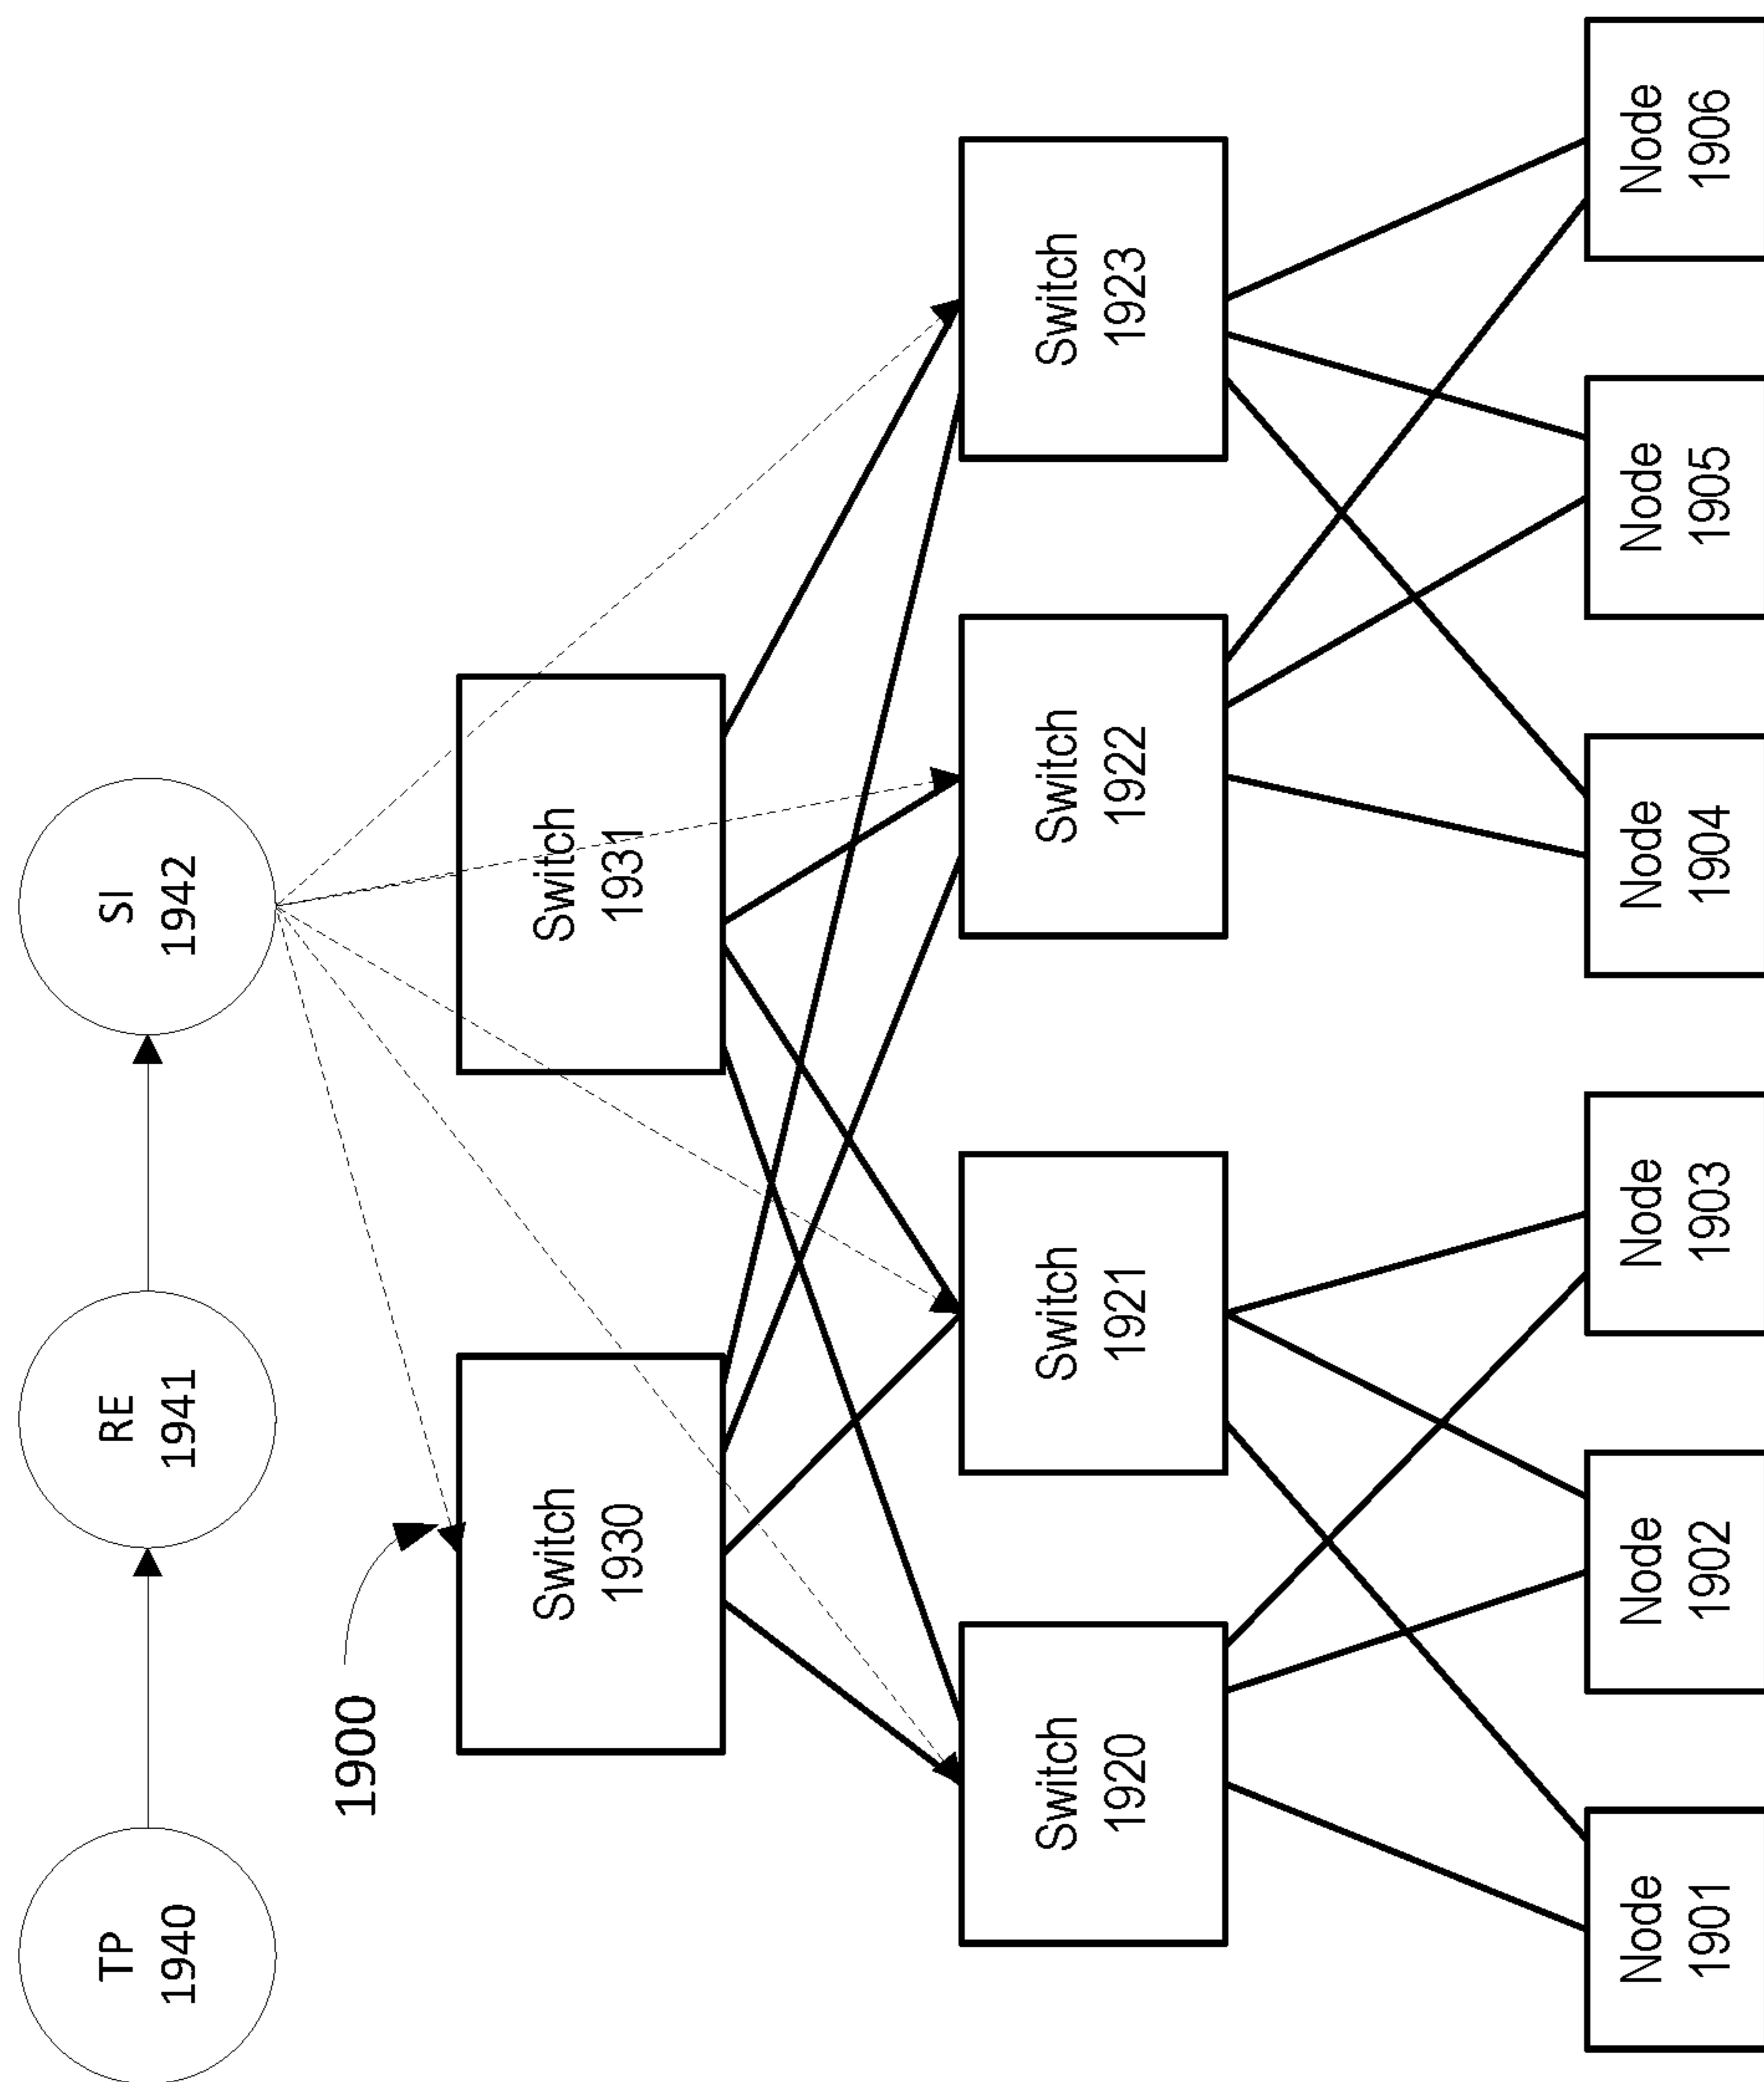 TP
1940
RE
1941
SI
1942
1900
Switch
1930
Switch
1931
Switch
1920
Switch
1921
Switch
1922
Switch
1923
Node
1901
Node
1902
Node
1903
Node
1904
Node
1905
Node
1906